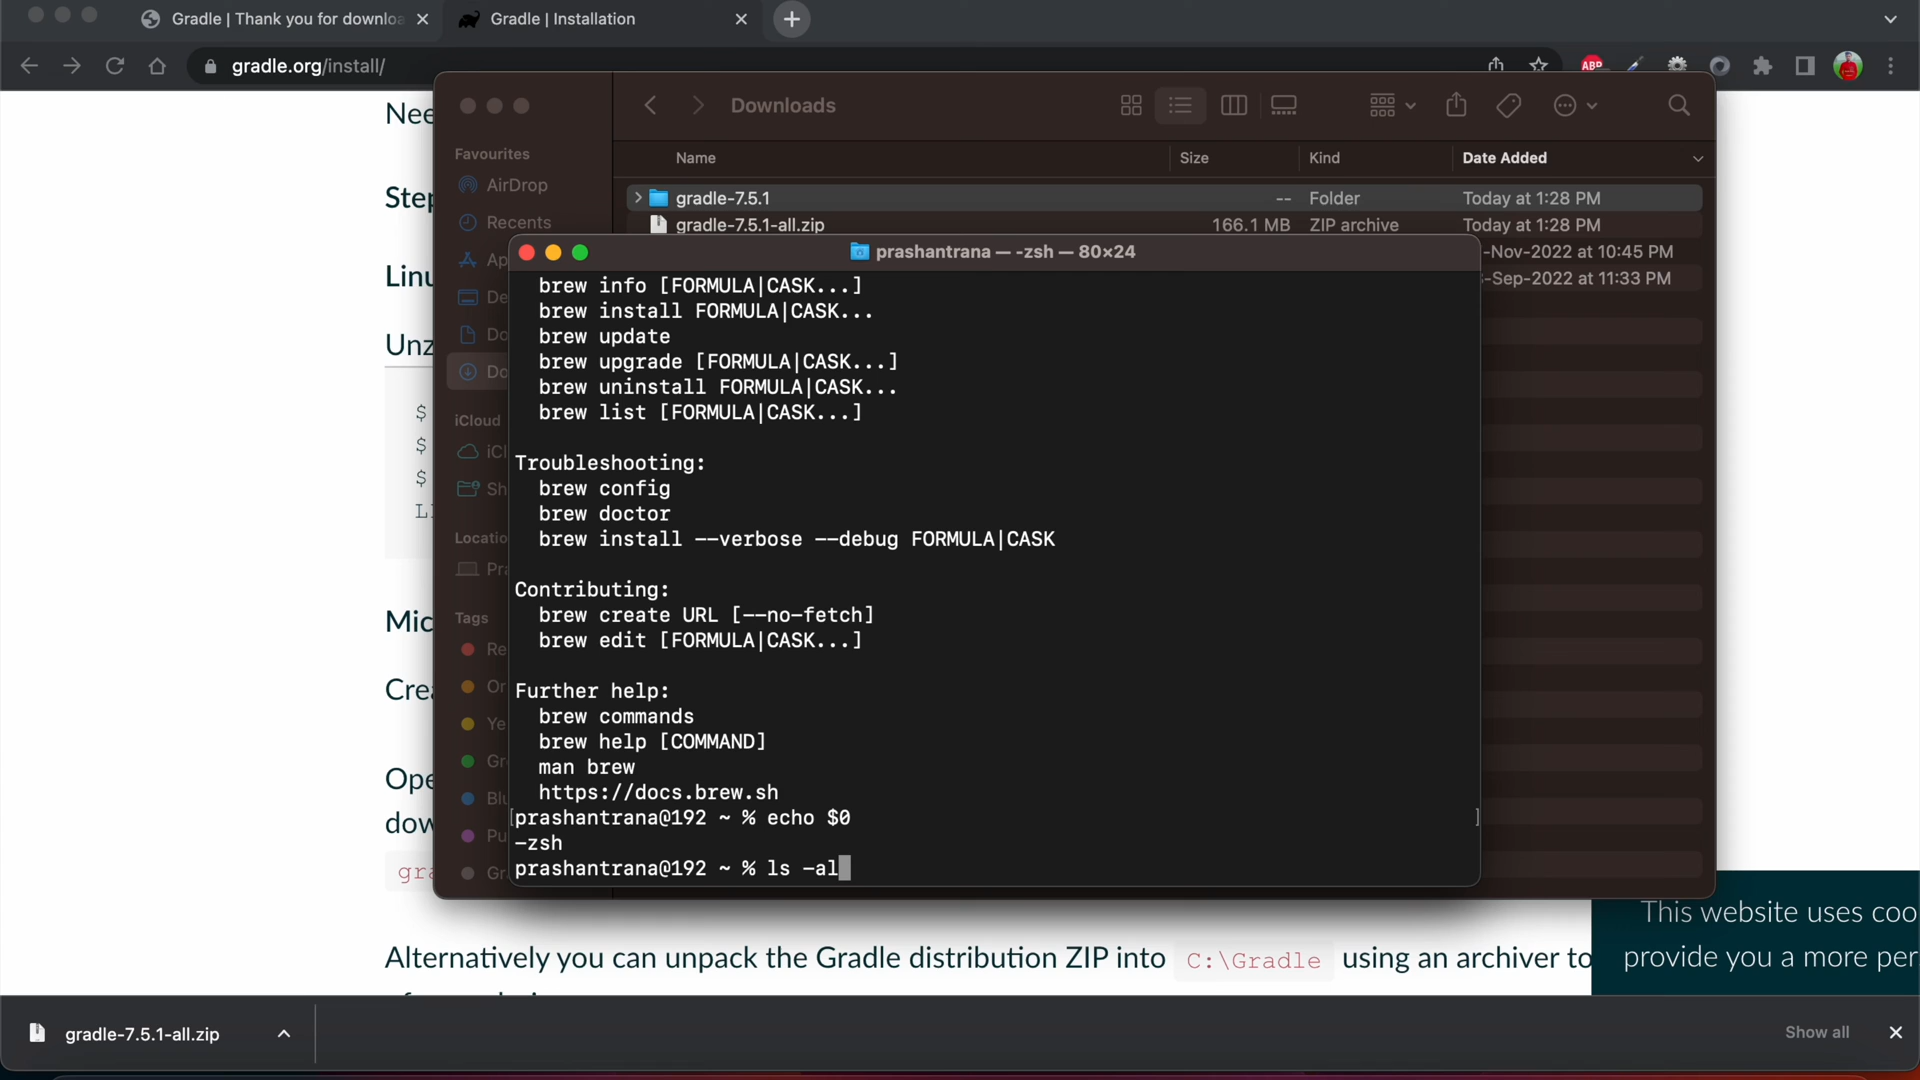 Gradle | Thank you for downloa
Gradle | Installation
gradle.org/install/
ABP
Downloads
Favourites
AirDrop
Recents
iCloud
Tags
Name
Size
Kind
Date Added
gradle-7.5.1
--
Folder
Today at 1:28 PM
gradle-7.5.1-all.zip
166.1 MB
ZIP archive
Today at 1:28 PM
-Nov-2022 at 10:45 PM
-Sep-2022 at 11:33 PM
prashantrana — -zsh — 80×24
brew info [FORMULA|CASK...]
brew install FORMULA|CASK...
brew update
brew upgrade [FORMULA|CASK...]
brew uninstall FORMULA|CASK...
brew list [FORMULA|CASK...]
Troubleshooting:
brew config
brew doctor
brew install --verbose --debug FORMULA|CASK
Contributing:
brew create URL [--no-fetch]
brew edit [FORMULA|CASK...]
Further help:
brew commands
brew help [COMMAND]
man brew
https://docs.brew.sh
[prashantrana@192 ~ % echo $0 ]
-zsh
prashantrana@192 ~ % ls -al
Alternatively you can unpack the Gradle distribution ZIP into C:\Gradle using an archiver to
This website uses coo
provide you a more per
gradle-7.5.1-all.zip
Show all